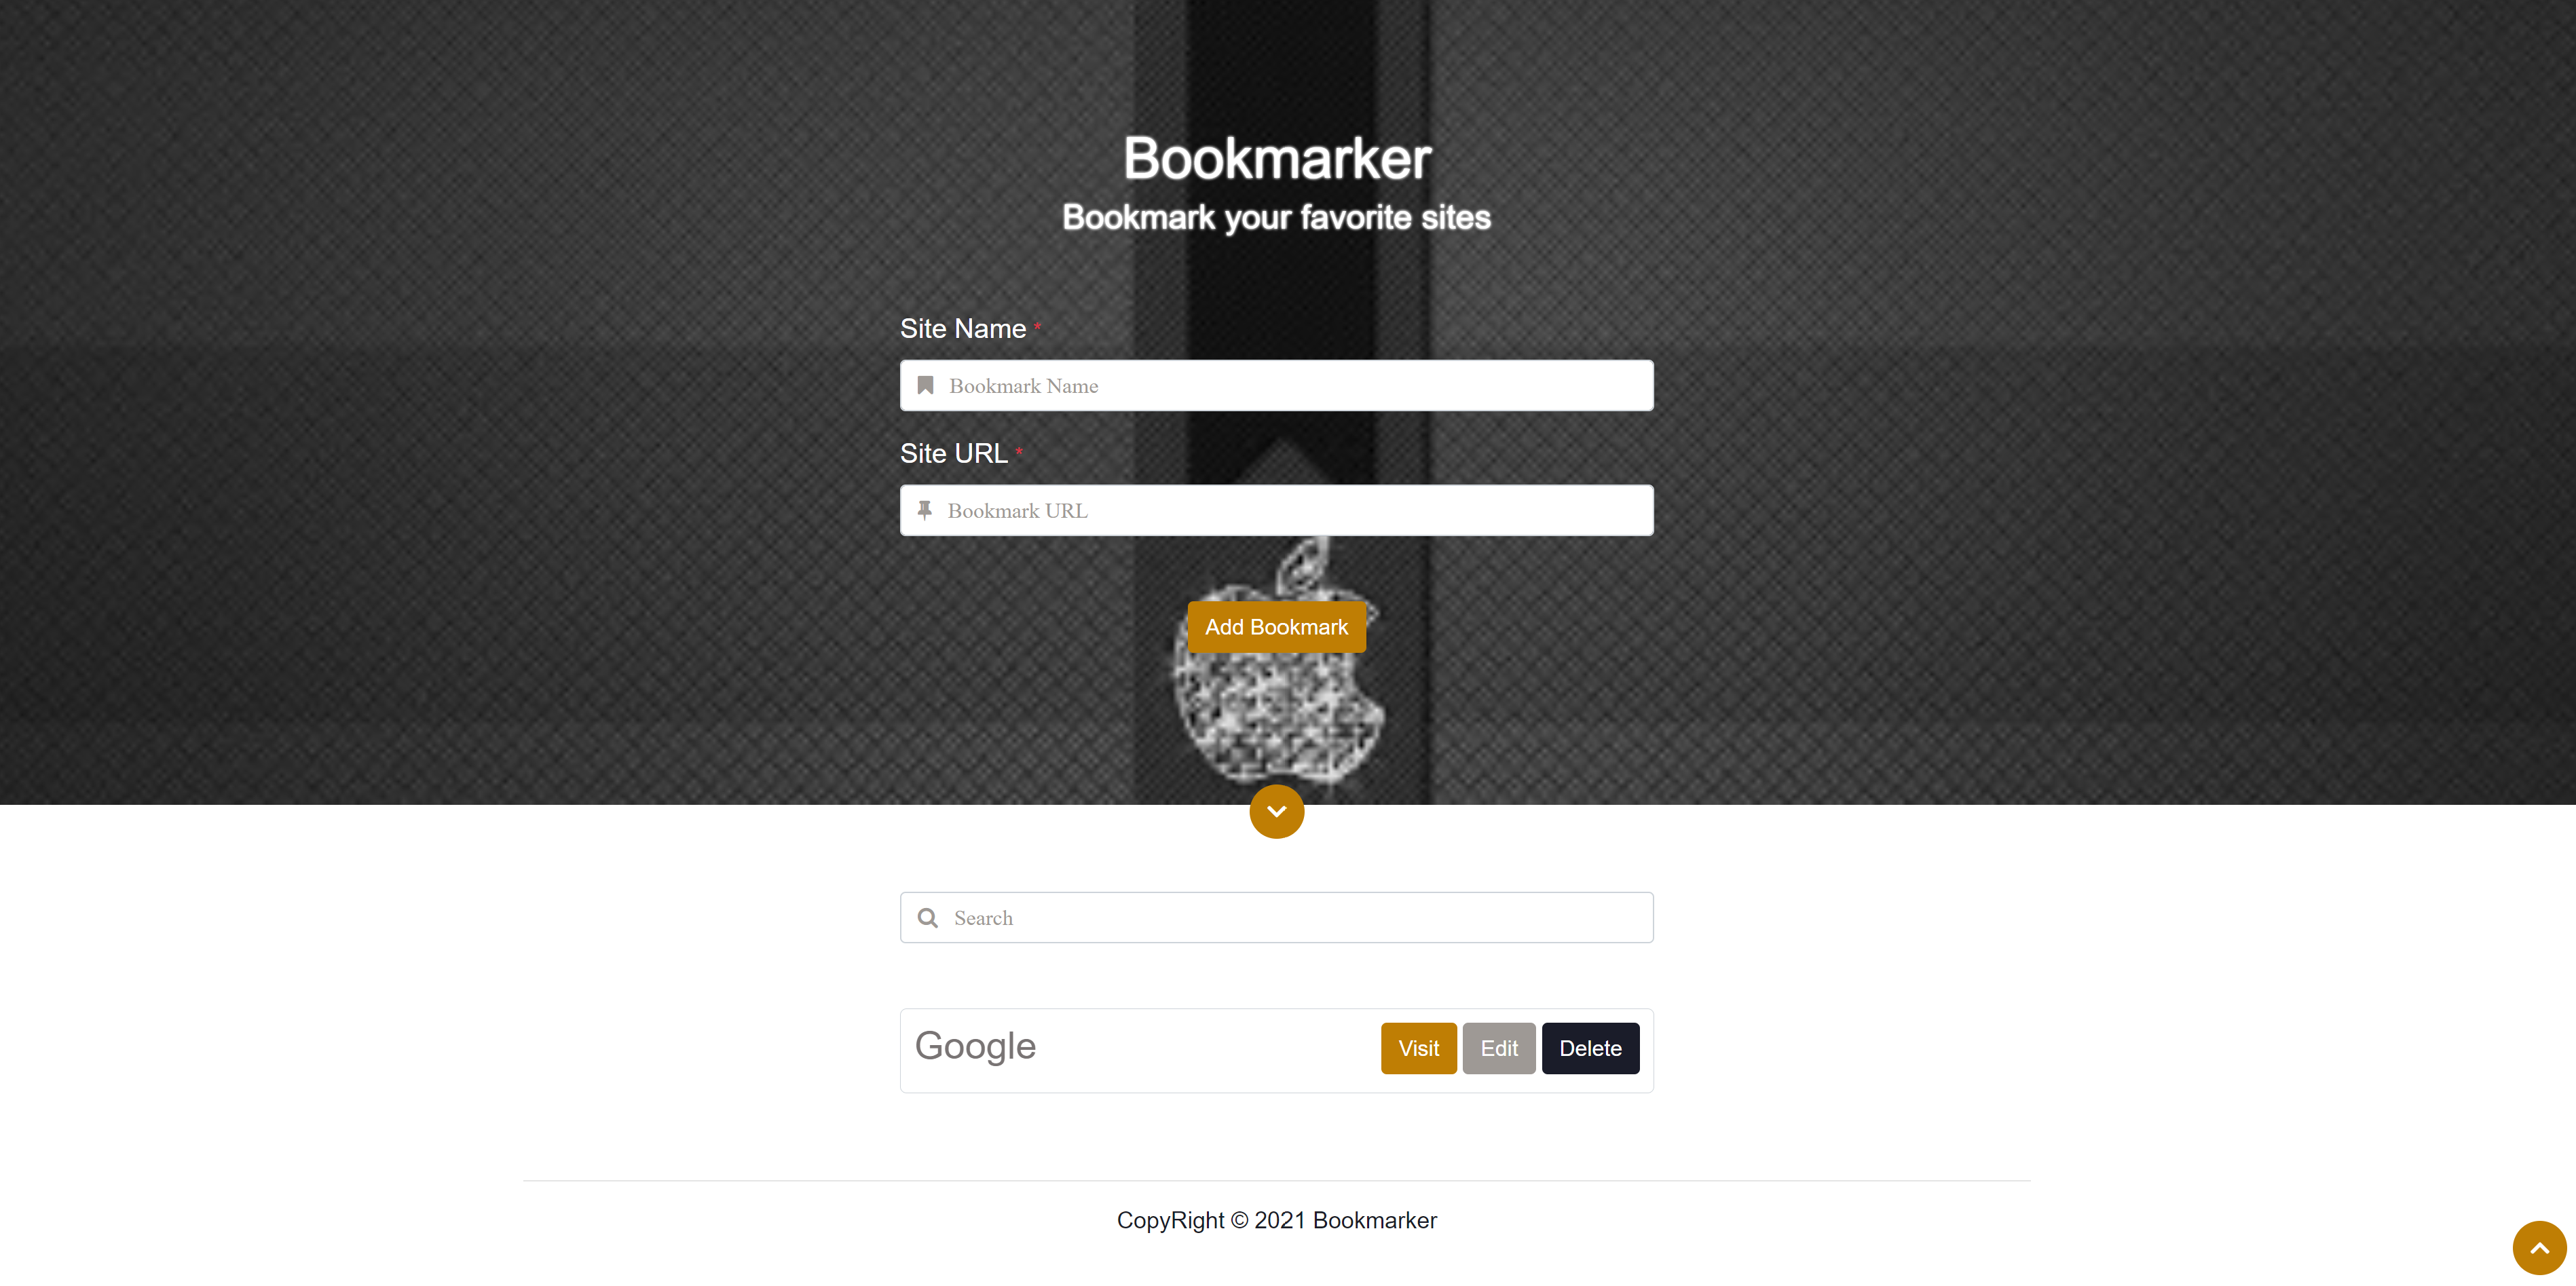 Bookmarker
Bookmark your favorite sites
Site Name *
Bookmark Name
Site URL *
Bookmark URL
Add Bookmark
Search
Google Visit Edit Delete
CopyRight © 2021 Bookmarker